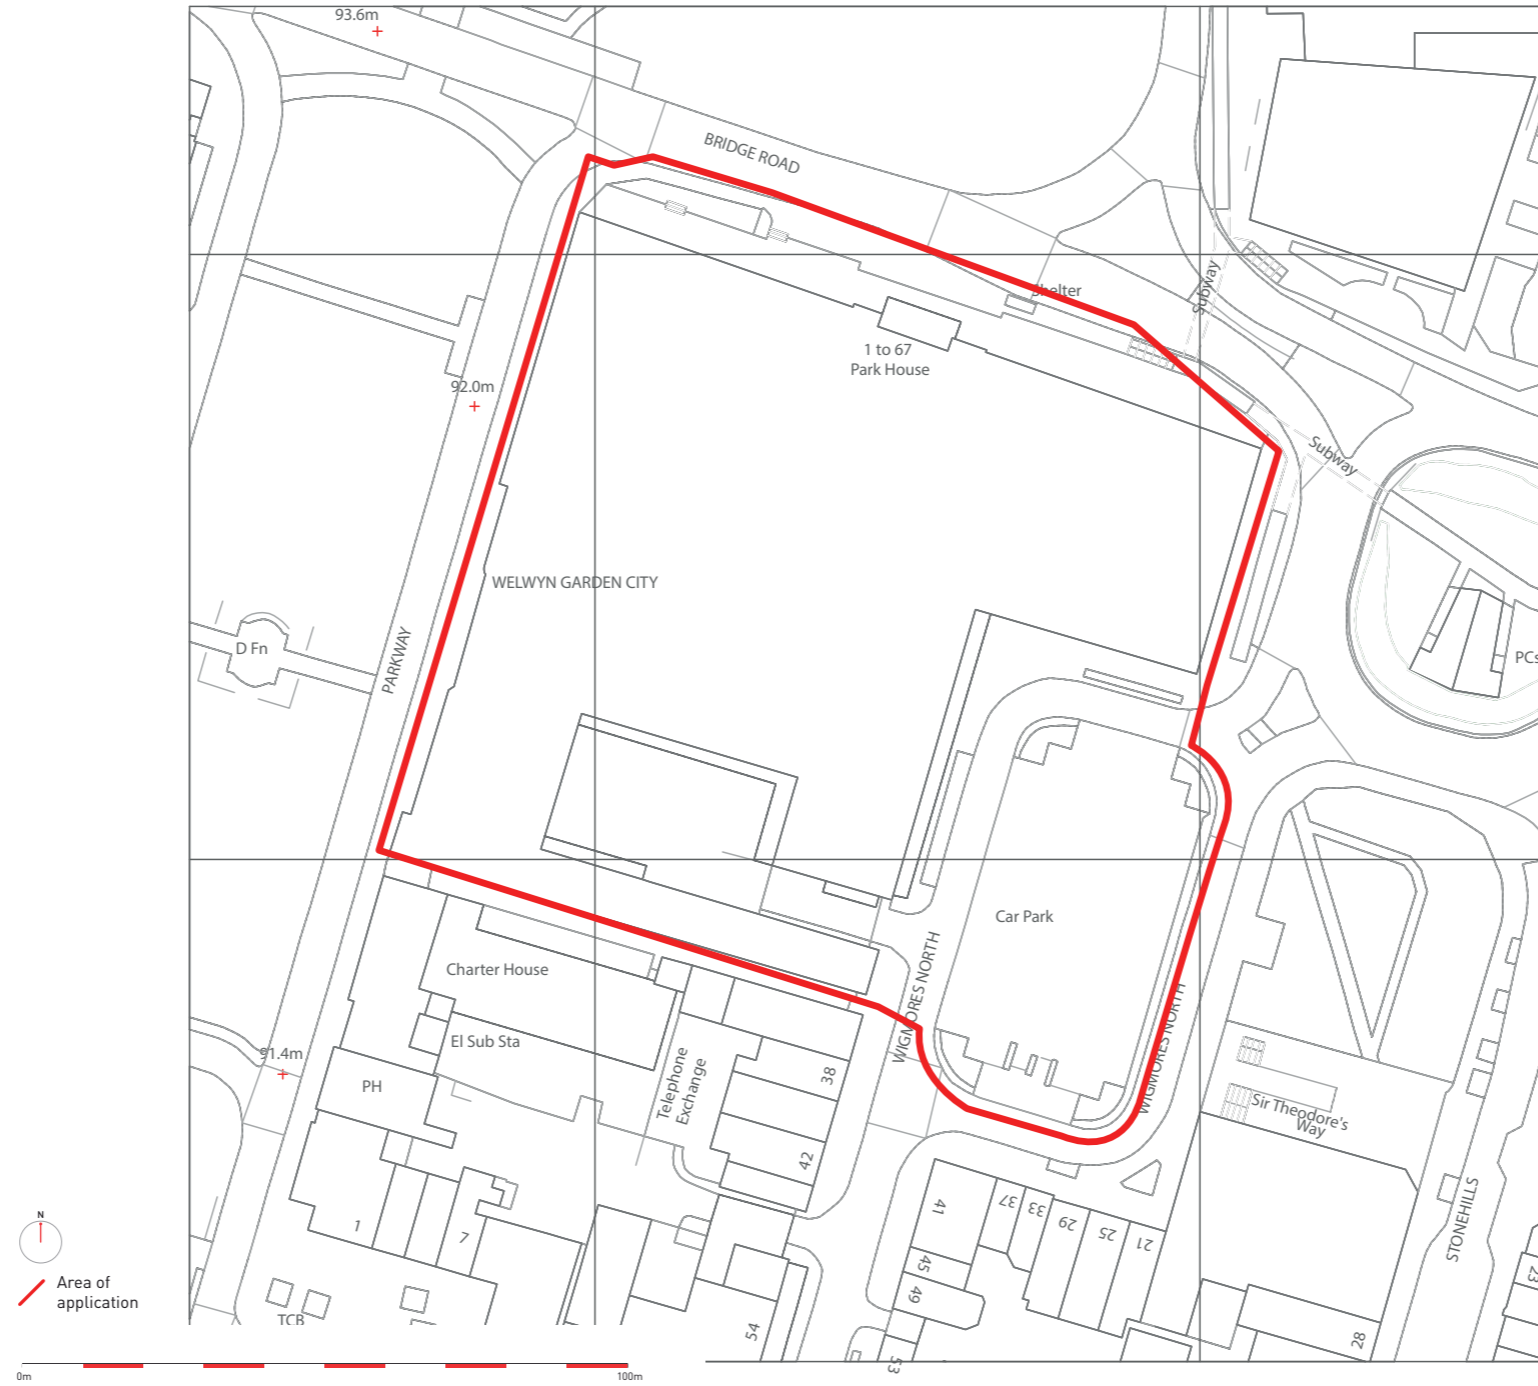 93.6m
BRIDGE ROAD
Subway
Shelter
1 to 67
Park House
92.0m
Subway
WELWYN GARDEN CITY
D Fn
PARKWAY
PCs
Car Park
WIGMORES NORTH
Charter House
WIGMORES NORTH
El Sub Sta
91.4m
PH
Telephone
Exchange
38
Sir Theodore's
Way
42
STONEHILLS
41
37
33
29
25
21
1
7
45
49
23
N
Area of
application
TCB
54
53
28
0m
100m